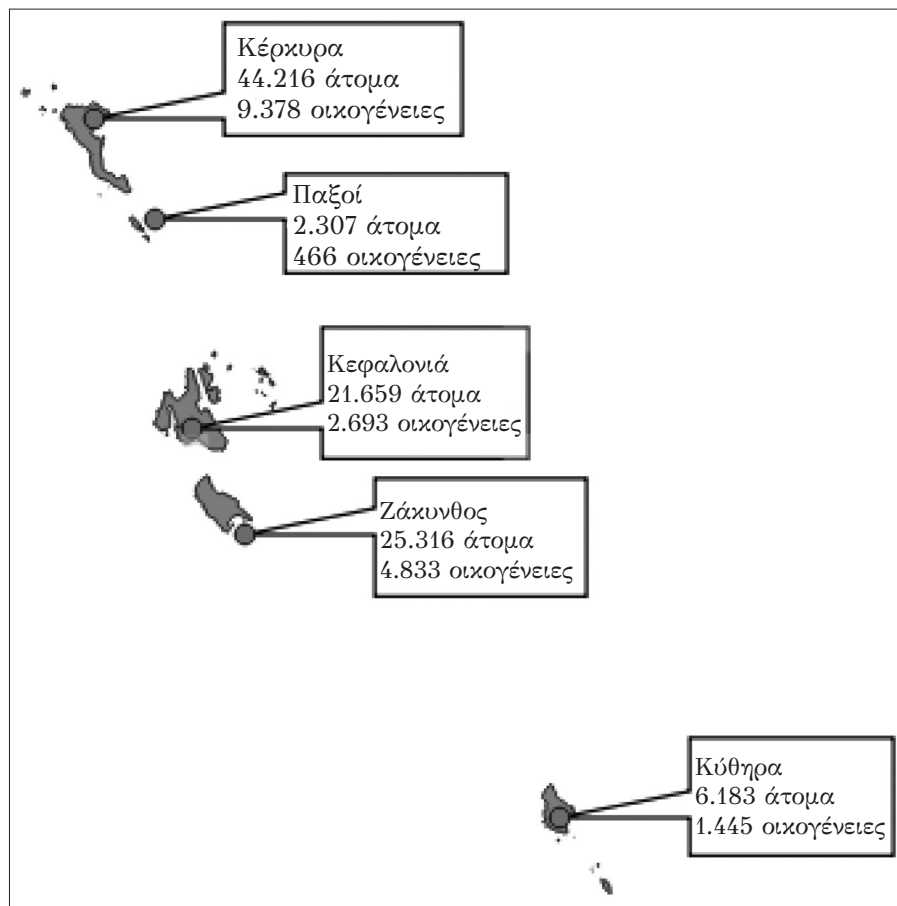 Κέρκυρα
44.216 άτομα
9.378 οικογένειες
Παξοί
2.307 άτομα
466 οικογένειες
Κεφαλονιά
21.659 άτομα
2.693 οικογένειες
Ζάκυνθος
25.316 άτομα
4.833 οικογένειες
Κύθηρα
6.183 άτομα
1.445 οικογένειες